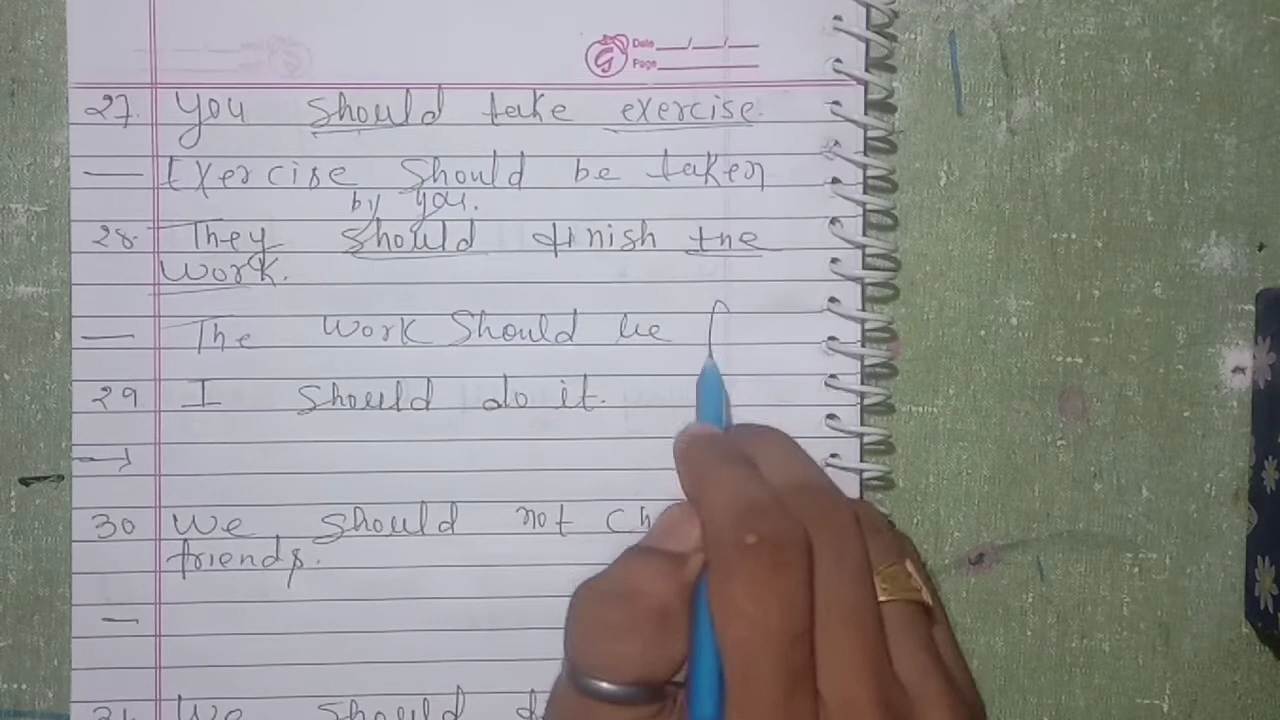 Date
Page
27. You should take exercise.
— Exercise should be taken
by you.
28. They should finish the
work.
— The work should be
29 I should do it.
30 We should not
friends.
We should